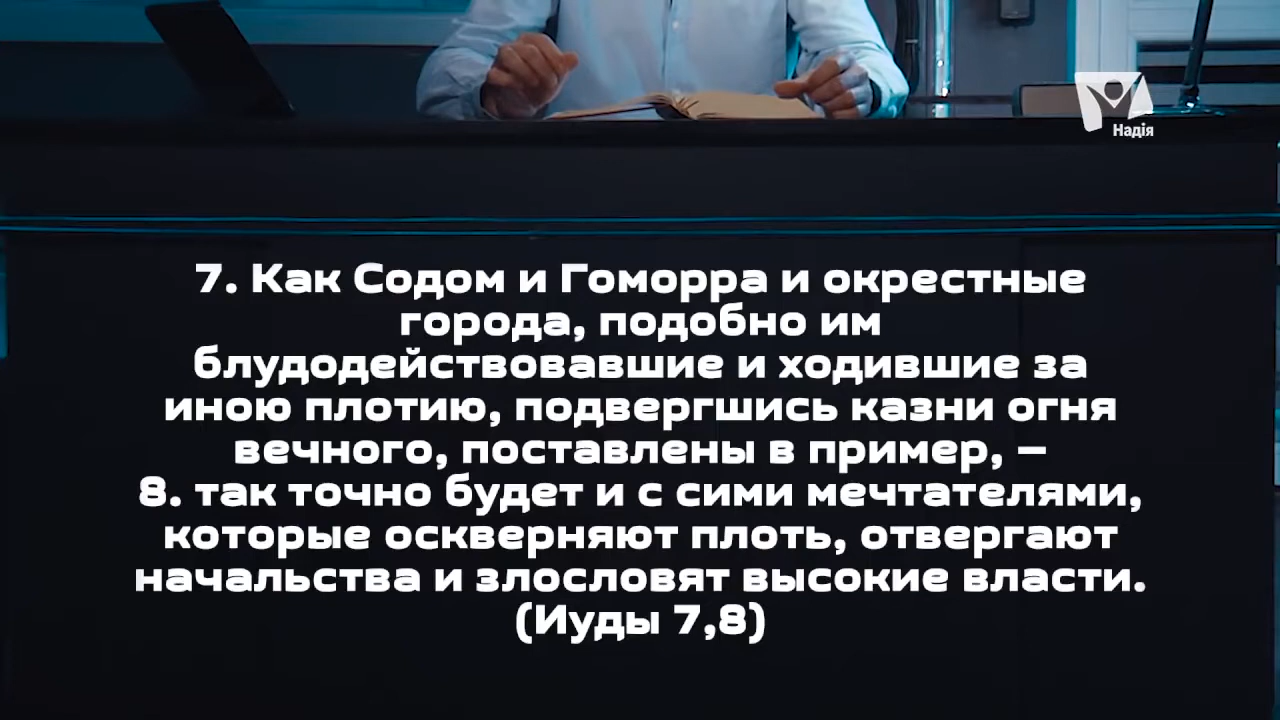 Надія
7. Как Содом и Гоморра и окрестные
города, подобно им
блудодействовавшие и ходившие за
иною плотию, подвергшись казни огня
вечного, поставлены в пример, —
8. так точно будет и с сими мечтателями,
которые оскверняют плоть, отвергают
начальства и злословят высокие власти.
(Иуды 7,8)